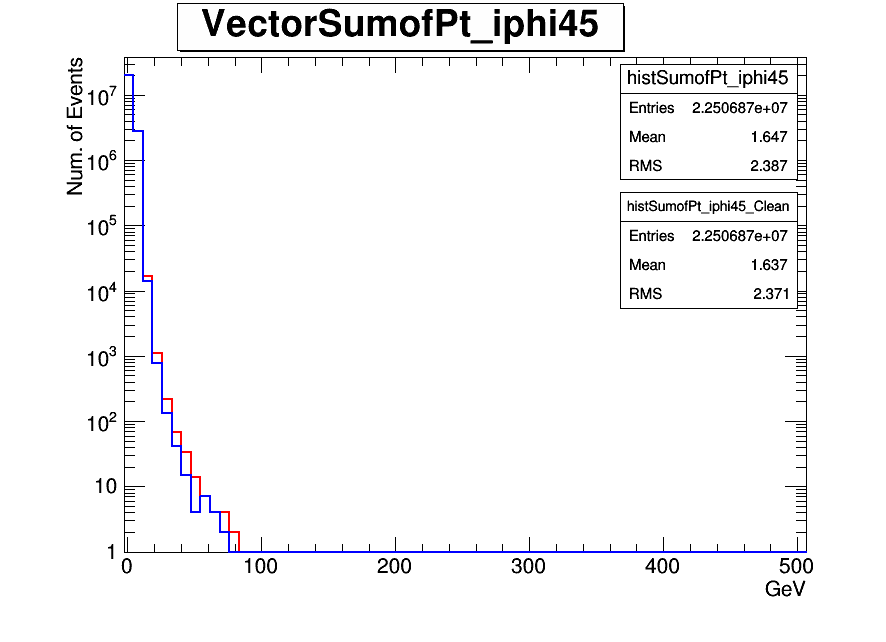 VectorSumofPt_iphi45
Num. of Events
histSumofPt_iphi45
Entries 2.250687e+07
Mean 1.647
RMS 2.387
histSumofPt_iphi45_Clean
Entries 2.250687e+07
Mean 1.637
RMS 2.371
10⁷
10⁶
10⁵
10⁴
10³
10²
10
1
0 100 200 300 400 500
GeV